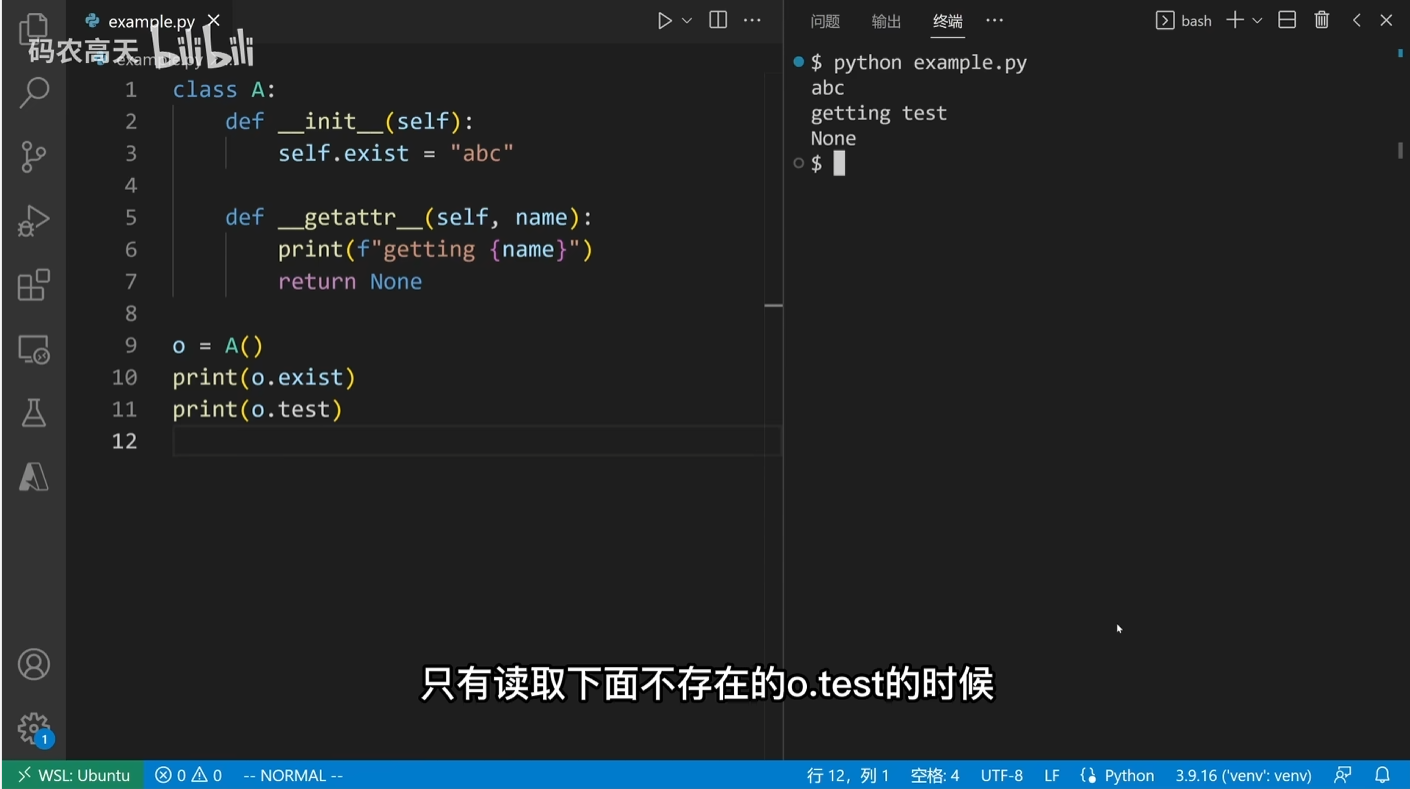 example.py
码农高天 bilibili
example.py
1 class A:
2     def __init__(self):
3         self.exist = "abc"
4
5     def __getattr__(self, name):
6         print(f"getting {name}")
7         return None
8
9 o = A()
10 print(o.exist)
11 print(o.test)
12
问题 输出 终端 bash
$ python example.py
abc
getting test
None
$
只有读取下面不存在的o.test的时候
1
WSL: Ubuntu 0 0 -- NORMAL -- 行 12，列 1 空格: 4 UTF-8 LF Python 3.9.16 ('venv': venv)